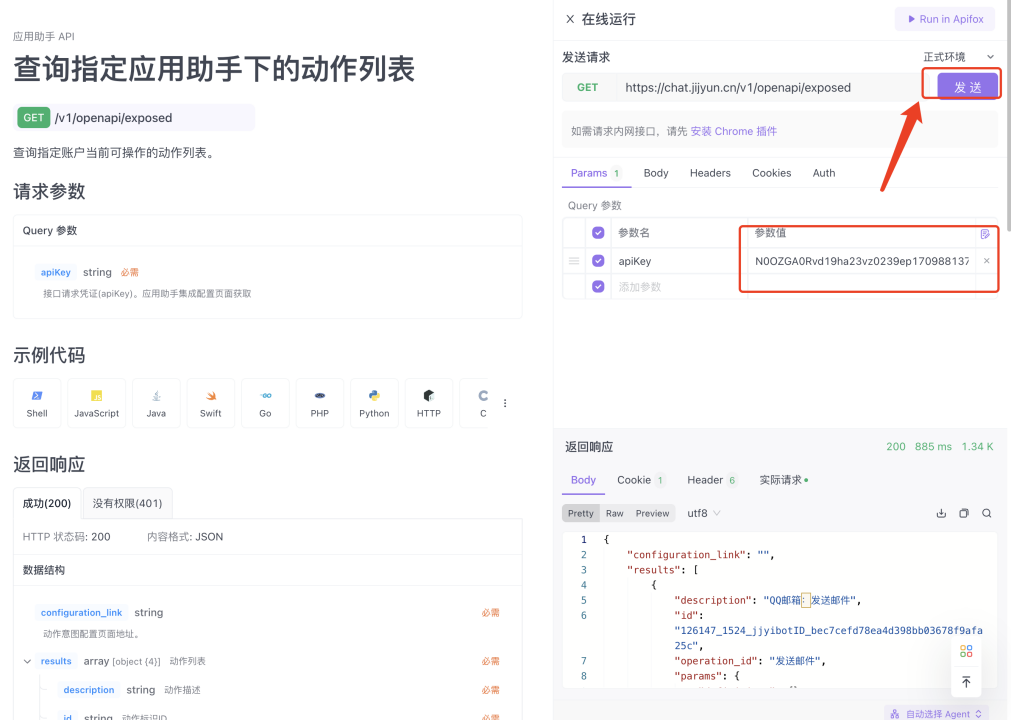 应用助手 API
查询指定应用助手下的动作列表
GET /v1/openapi/exposed
查询指定账户当前可操作的动作列表。
请求参数
Query 参数
apiKey string 必需
接口请求凭证(apiKey)。应用助手集成配置页面获取
示例代码
Shell JavaScript Java Swift Go PHP Python HTTP C
返回响应
成功(200) 没有权限(401)
HTTP 状态码: 200 内容格式: JSON
数据结构
configuration_link string 必需
动作意图配置页面地址。
results array [object {4}] 动作列表 必需
description string 动作描述 必需
id string 动作标识ID 必需
在线运行 Run in Apifox
发送请求 正式环境
GET https://chat.jijyun.cn/v1/openapi/exposed 发 送
如需请求内网接口，请先 安装 Chrome 插件
Params 1 Body Headers Cookies Auth
Query 参数
参数名 参数值
apiKey N0OZGA0Rvd19ha23vz0239ep170988137
添加参数
返回响应 200 885 ms 1.34 K
Body Cookie 1 Header 6 实际请求
Pretty Raw Preview utf8
1 {
2 "configuration_link": "",
3 "results": [
4 {
5 "description": "QQ邮箱：发送邮件",
6 "id":
"126147_1524_jjyibotID_bec7cefd78ea4d398bb03678f9afa
25c",
7 "operation_id": "发送邮件",
8 "params": {
自动选择 Agent